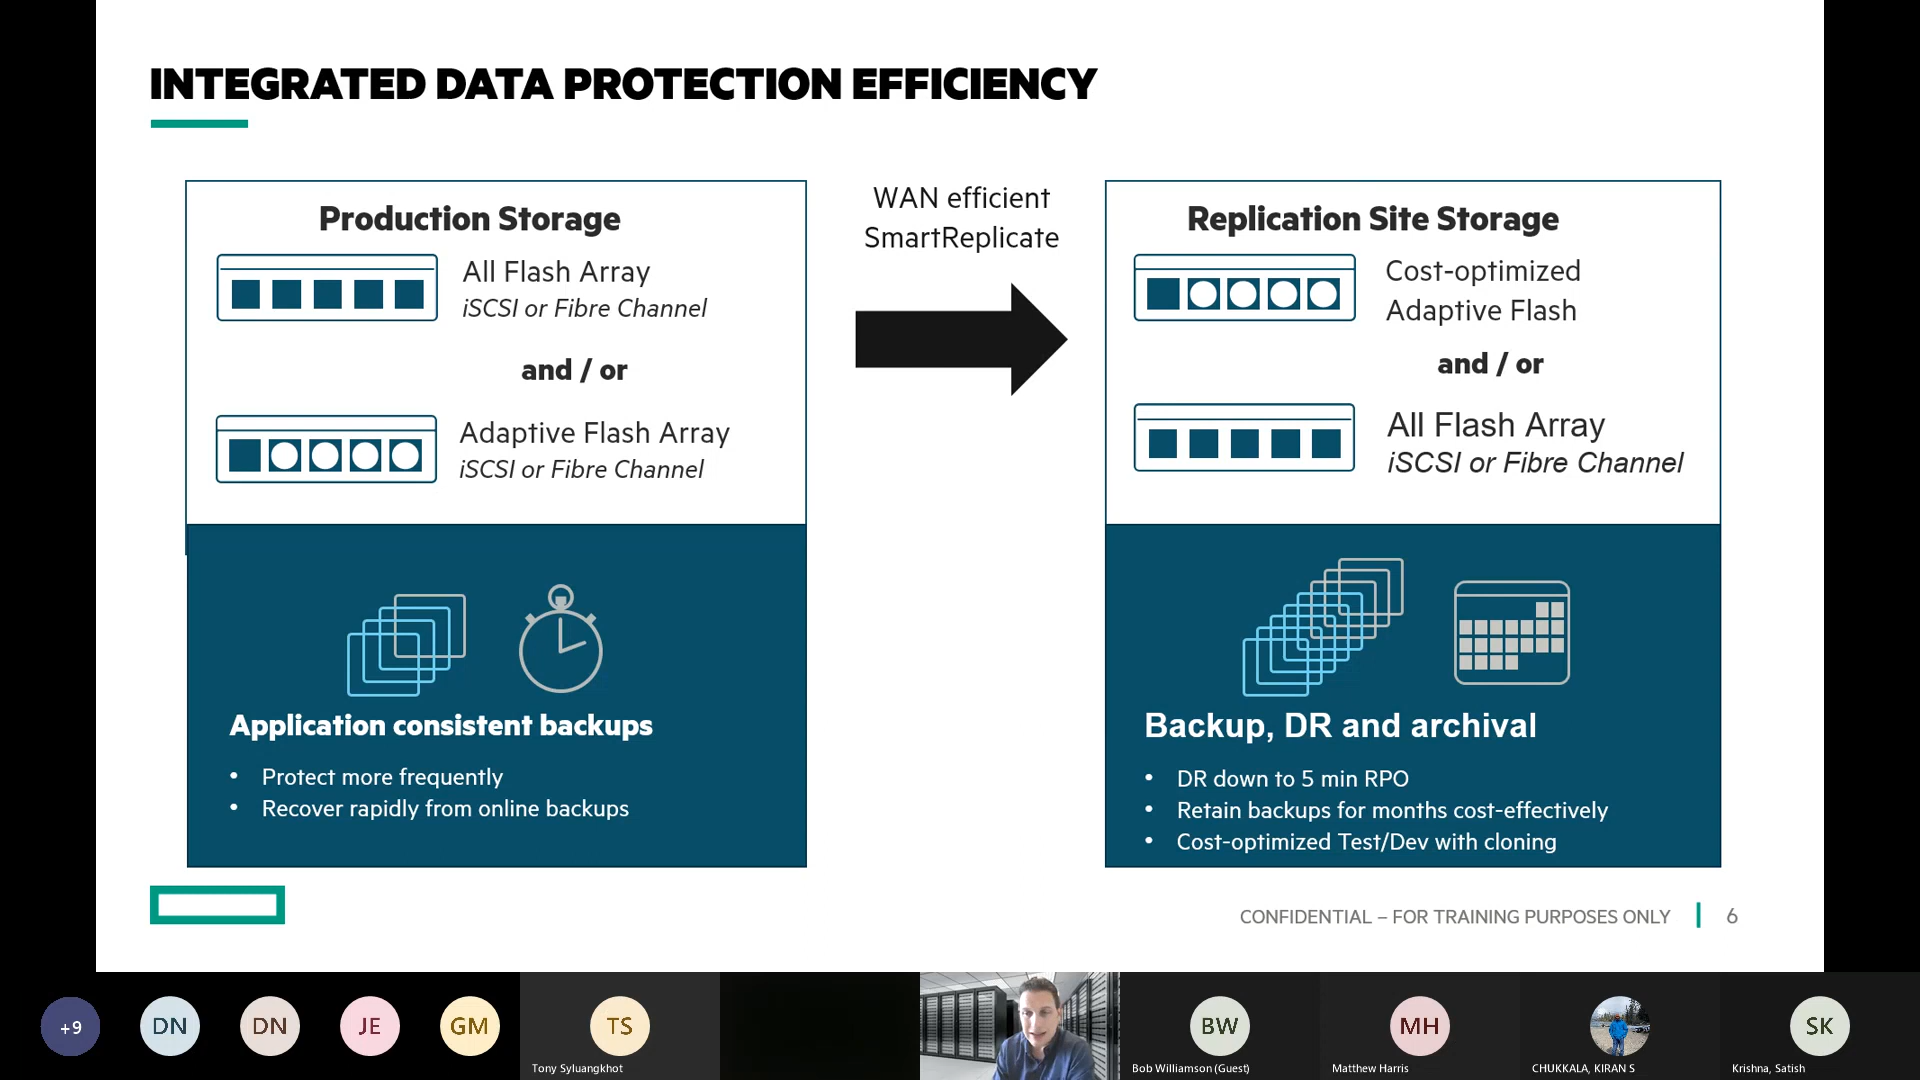 INTEGRATED DATA PROTECTION EFFICIENCY
Production Storage
All Flash Array
iSCSI or Fibre Channel
and / or
Adaptive Flash Array
iSCSI or Fibre Channel
Application consistent backups
• Protect more frequently
• Recover rapidly from online backups
WAN efficient
SmartReplicate
Replication Site Storage
Cost-optimized
Adaptive Flash
and / or
All Flash Array
iSCSI or Fibre Channel
Backup, DR and archival
• DR down to 5 min RPO
• Retain backups for months cost-effectively
• Cost-optimized Test/Dev with cloning
CONFIDENTIAL – FOR TRAINING PURPOSES ONLY
6
+9
DN
DN
JE
GM
TS
Tony Syluangkhot
BW
Bob Williamson (Guest)
MH
Matthew Harris
CHUKKALA, KIRAN S
SK
Krishna, Satish